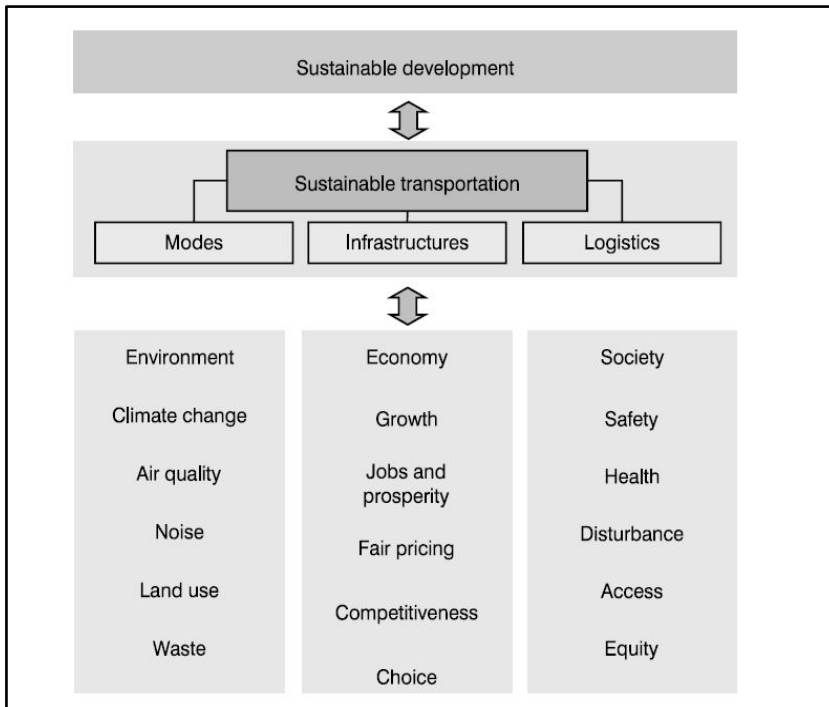 Sustainable development
Sustainable transportation
Modes
Infrastructures
Logistics
Environment
Climate change
Air quality
Noise
Land use
Waste
Economy
Growth
Jobs and
prosperity
Fair pricing
Competitiveness
Choice
Society
Safety
Health
Disturbance
Access
Equity